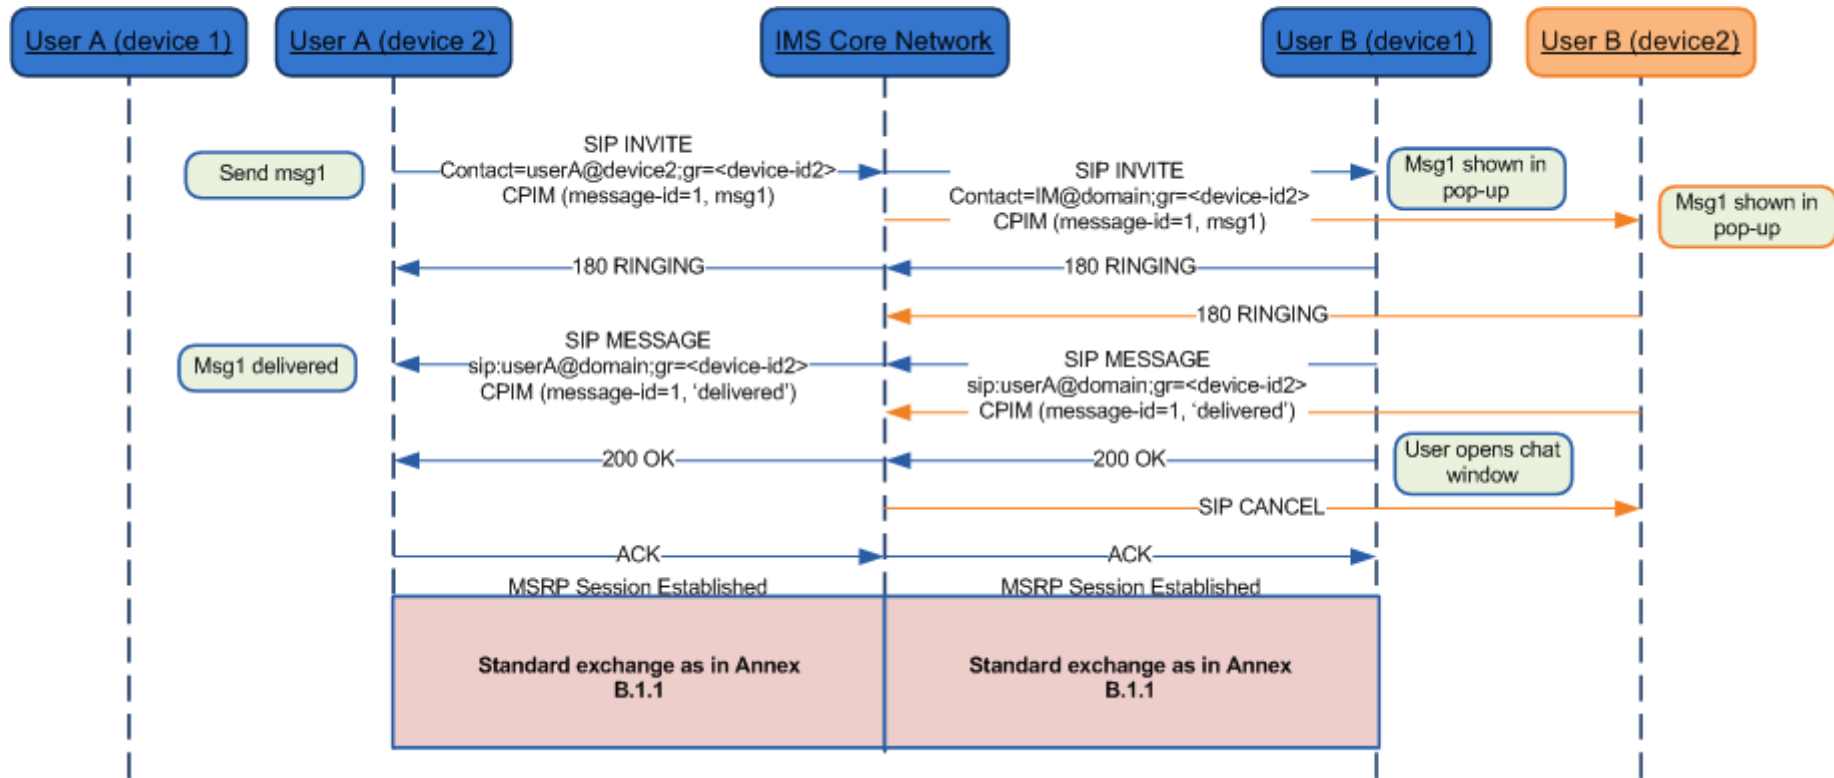 User A (device 1)
User A (device 2)
IMS Core Network
User B (device1)
User B (device2)
Send msg1
SIP INVITE
Contact=userA@device2;gr=<device-id2>
CPIM (message-id=1, msg1)
SIP INVITE
Contact=IM@domain;gr=<device-id2>
CPIM (message-id=1, msg1)
Msg1 shown in
pop-up
Msg1 shown in
pop-up
180 RINGING
180 RINGING
180 RINGING
Msg1 delivered
SIP MESSAGE
sip:userA@domain;gr=<device-id2>
CPIM (message-id=1, ‘delivered’)
SIP MESSAGE
sip:userA@domain;gr=<device-id2>
CPIM (message-id=1, ‘delivered’)
200 OK
200 OK
User opens chat
window
SIP CANCEL
ACK
ACK
MSRP Session Established
MSRP Session Established
Standard exchange as in Annex
B.1.1
Standard exchange as in Annex
B.1.1